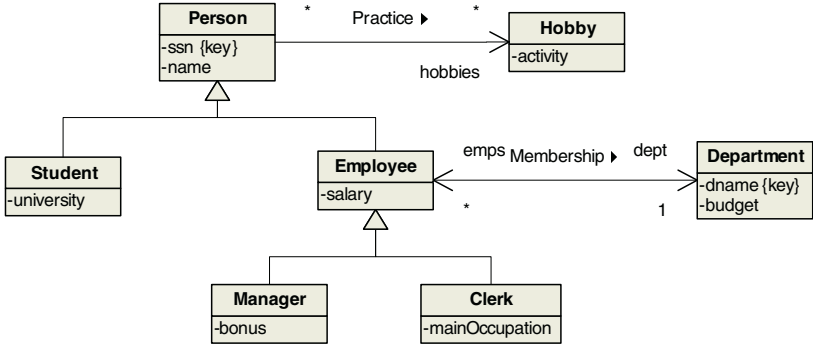 Person
-ssn {key}
-name
* Practice ▸ *
hobbies
Hobby
-activity
Student
-university
Employee
-salary
emps Membership ▸ dept
* 1
Department
-dname {key}
-budget
Manager
-bonus
Clerk
-mainOccupation